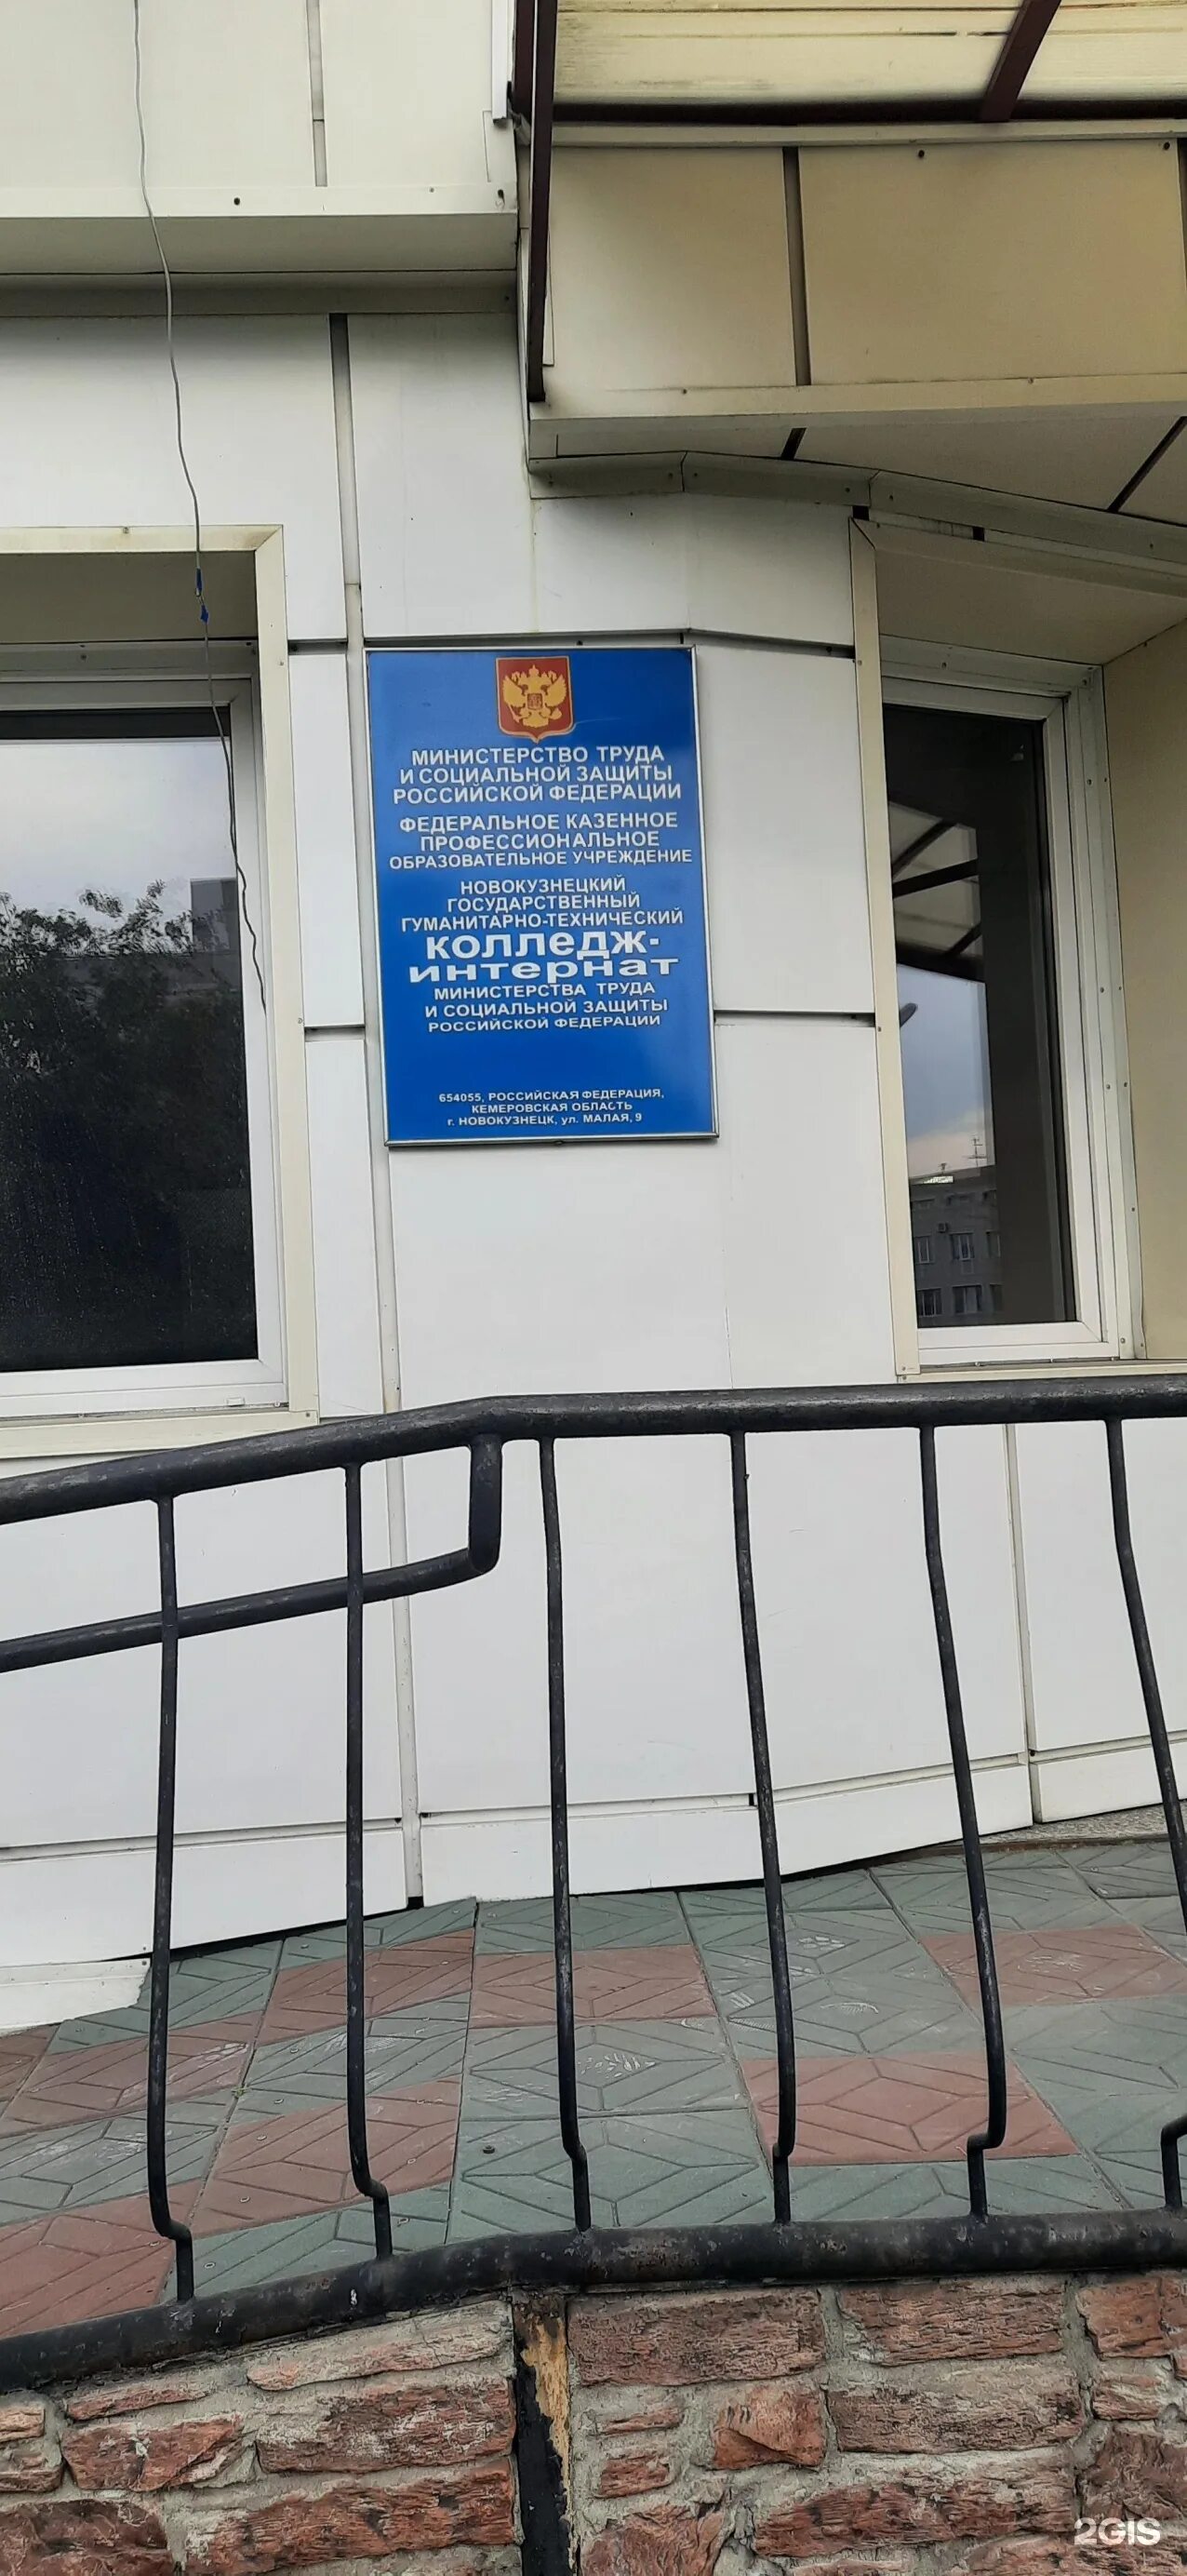 МИНИСТЕРСТВО ТРУДА
И СОЦИАЛЬНОЙ ЗАЩИТЫ
РОССИЙСКОЙ ФЕДЕРАЦИИ
ФЕДЕРАЛЬНОЕ КАЗЕННОЕ
ПРОФЕССИОНАЛЬНОЕ
ОБРАЗОВАТЕЛЬНОЕ УЧРЕЖДЕНИЕ
НОВОКУЗНЕЦКИЙ
ГОСУДАРСТВЕННЫЙ
ГУМАНИТАРНО-ТЕХНИЧЕСКИЙ
КОЛЛЕДЖ-
ИНТЕРНАТ
МИНИСТЕРСТВА ТРУДА
И СОЦИАЛЬНОЙ ЗАЩИТЫ
РОССИЙСКОЙ ФЕДЕРАЦИИ
654055, РОССИЙСКАЯ ФЕДЕРАЦИЯ,
КЕМЕРОВСКАЯ ОБЛАСТЬ
г. НОВОКУЗНЕЦК, ул. МАЛАЯ, 9
2GIS